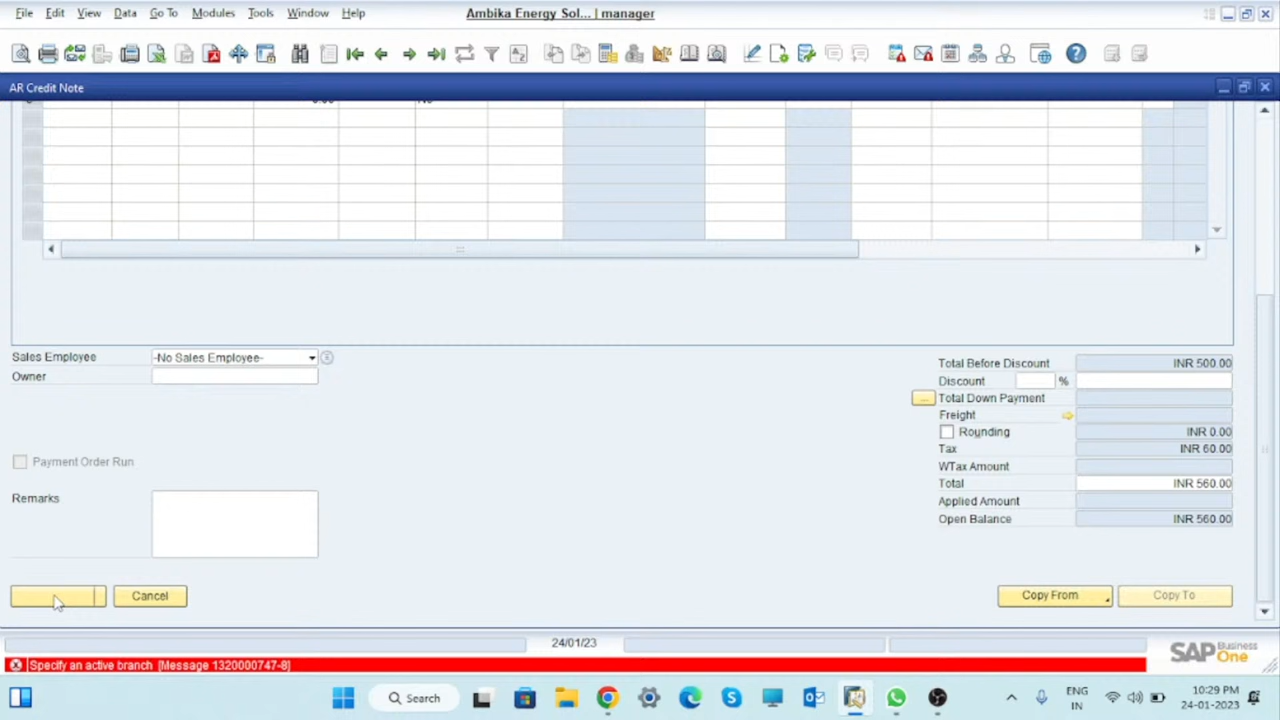 File Edit View Data Go To Modules Tools Window Help Ambika Energy Sol... | manager
AR Credit Note
Sales Employee -No Sales Employee-
Owner
Total Before Discount INR 500.00
Discount %
... Total Down Payment
Freight
Rounding INR 0.00
Tax INR 60.00
WTax Amount
Total INR 560.00
Applied Amount
Open Balance INR 560.00
Payment Order Run
Remarks
Cancel Copy From Copy To
24/01/23
SAP Business One
Specify an active branch [Message 1320000747-8]
Search
ENG
IN
10:29 PM
24-01-2023